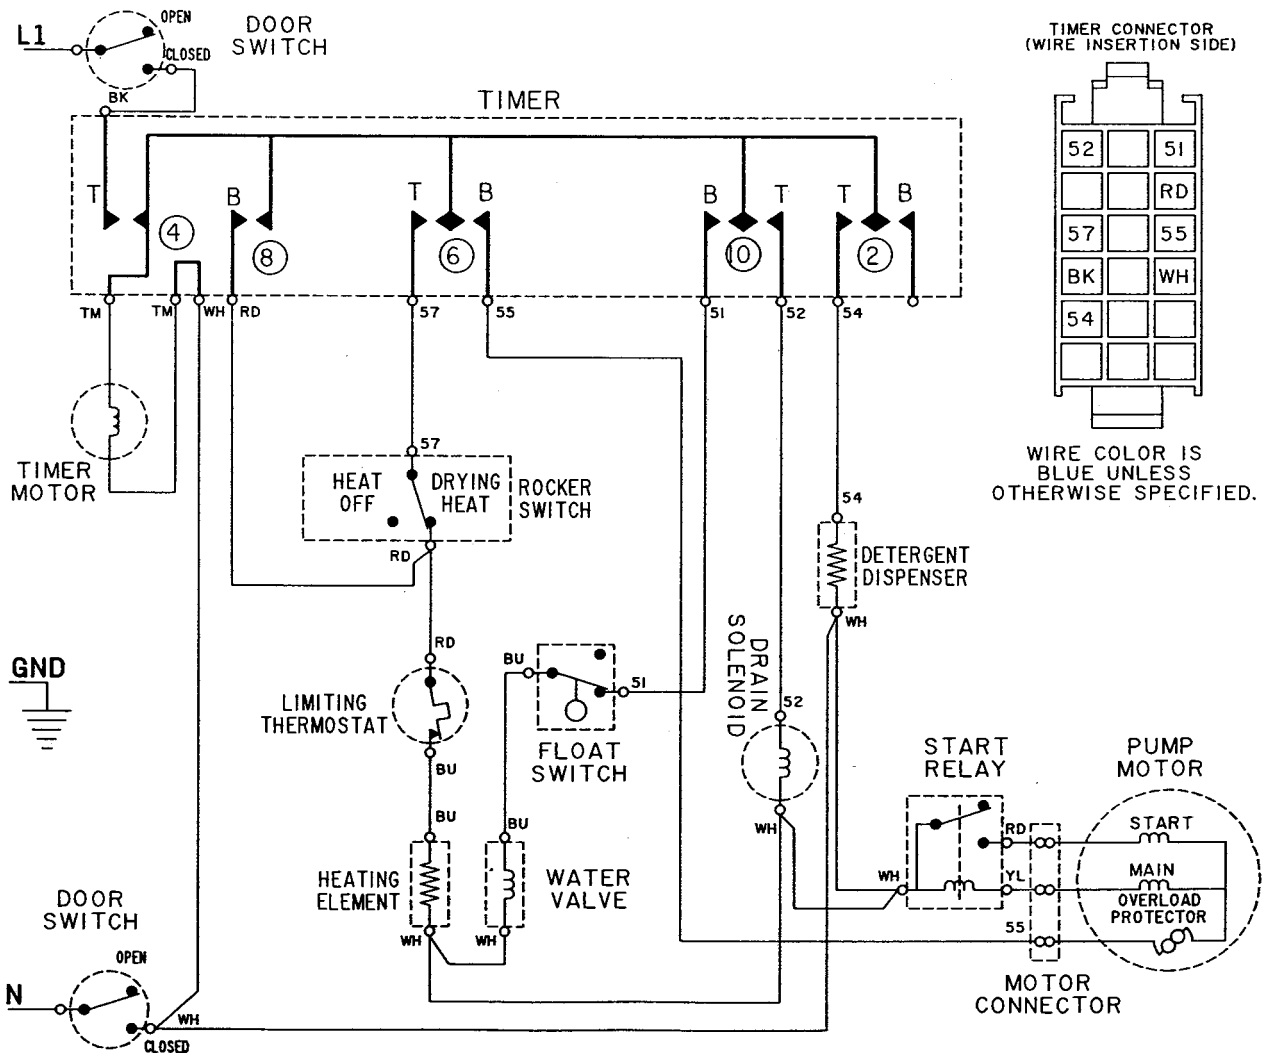 L1
OPEN
DOOR
SWITCH
CLOSED
BK
TIMER
TIMER CONNECTOR
(WIRE INSERTION SIDE)
52 51
RD
57 55
BK WH
54
WIRE COLOR IS
BLUE UNLESS
OTHERWISE SPECIFIED.
T B T B B T T B
4 8 6 10 2
TM TM WH RD 57 55 51 52 54
TIMER
MOTOR
57
HEAT
OFF
DRYING
HEAT
ROCKER
SWITCH
RD
54
DETERGENT
DISPENSER
WH
GND
RD
LIMITING
THERMOSTAT
BU
BU
51
FLOAT
SWITCH
DRAIN
SOLENOID
52
WH
START
RELAY
PUMP
MOTOR
BU
BU
HEATING
ELEMENT
WATER
VALVE
WH
WH
RD
START
WH
YL
MAIN
OVERLOAD
PROTECTOR
55
MOTOR
CONNECTOR
DOOR
SWITCH
OPEN
N
WH
CLOSED